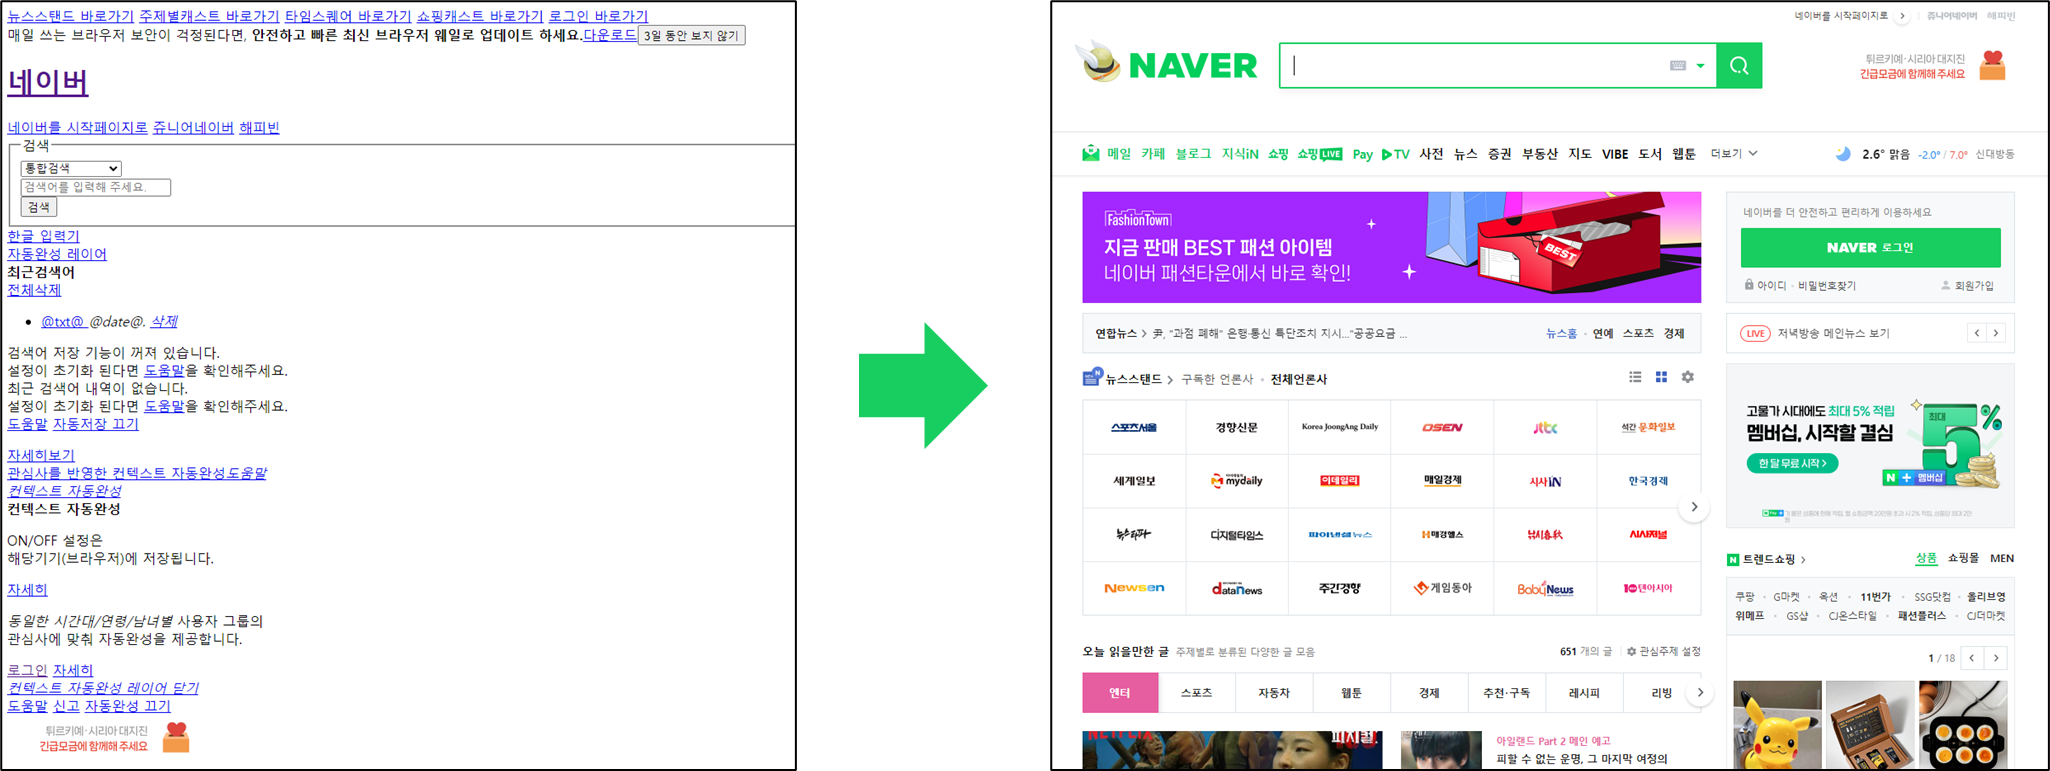 뉴스스탠드 바로가기 주제별캐스트 바로가기 타임스퀘어 바로가기 쇼핑캐스트 바로가기 로그인 바로가기
매일 쓰는 브라우저 보안이 걱정된다면, 안전하고 빠른 최신 브라우저 웨일로 업데이트 하세요.다운로드 3일 동안 보지 않기
네이버
네이버를 시작페이지로 쥬니어네이버 해피빈
검색
통합검색
검색어를 입력해 주세요.
검색
한글 입력기
자동완성 레이어
최근검색어
전체삭제
@txt@ @date@. 삭제
검색어 저장 기능이 꺼져 있습니다.
설정이 초기화 된다면 도움말을 확인해주세요.
최근 검색어 내역이 없습니다.
설정이 초기화 된다면 도움말을 확인해주세요.
도움말 자동저장 끄기
자세히보기
관심사를 반영한 컨텍스트 자동완성도움말
컨텍스트 자동완성
컨텍스트 자동완성
ON/OFF 설정은
해당기기(브라우저)에 저장됩니다.
자세히
동일한 시간대/연령/남녀별 사용자 그룹의
관심사에 맞춰 자동완성을 제공합니다.
로그인 자세히
컨텍스트 자동완성 레이어 닫기
도움말 신고 자동완성 끄기
튀르키예·시리아 대지진
긴급모금에 함께해 주세요
네이버를 시작페이지로 쥬니어네이버 해피빈
NAVER
튀르키예·시리아 대지진
긴급모금에 함께해 주세요
메일 카페 블로그 지식iN 쇼핑 쇼핑LIVE Pay TV 사전 뉴스 증권 부동산 지도 VIBE 도서 웹툰 더보기
2.6° 맑음 -2.0° / 7.0° 신대방동
FashionTown
지금 판매 BEST 패션 아이템
네이버 패션타운에서 바로 확인!
BEST
네이버를 더 안전하고 편리하게 이용하세요
NAVER 로그인
아이디 · 비밀번호찾기 회원가입
연합뉴스 > 尹, "과점 폐해" 은행·통신 특단조치 지시…"공공요금 ...
뉴스홈 · 연예 스포츠 경제
LIVE 저녁방송 메인뉴스 보기
뉴스스탠드 > 구독한 언론사 · 전체언론사
스포츠서울 경향신문 Korea JoongAng Daily OSEN jtbc 석간 문화일보
세계일보 mydaily 이데일리 매일경제 시사IN 한국경제
뉴스타파 디지털타임스 파이낸셜뉴스 매경헬스 낚시춘추 시사저널
Newsen dataNews 주간경향 게임동아 BabyNews 10텐아시아
고물가 시대에도 최대 5% 적립
멤버십, 시작할 결심
한 달 무료 시작 >
최대
5%
N + 멤버십
트렌드쇼핑 > 상품 쇼핑몰 MEN
쿠팡 · G마켓 · 옥션 · 11번가 · SSG닷컴 · 올리브영
위메프 · GS샵 · CJ온스타일 · 패션플러스 · CJ더마켓
1 / 18
오늘 읽을만한 글 주제별로 분류된 다양한 글 모음 651 개의 글 관심주제 설정
엔터 스포츠 자동차 웹툰 경제 추천·구독 레시피 리빙
NETFLIX
피지컬:
아일랜드 Part 2 메인 예고
피할 수 없는 운명, 그 마지막 여정의